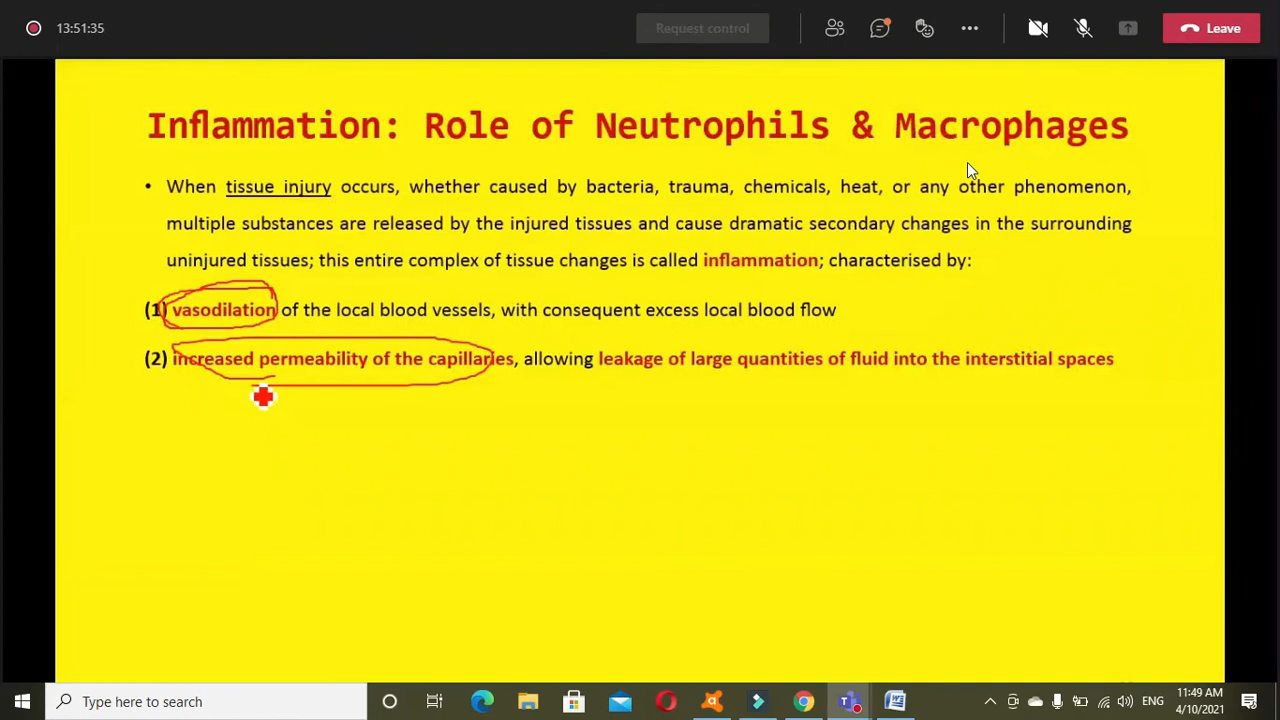 13:51:35
Request control
Leave
Inflammation: Role of Neutrophils & Macrophages
• When tissue injury occurs, whether caused by bacteria, trauma, chemicals, heat, or any other phenomenon,
multiple substances are released by the injured tissues and cause dramatic secondary changes in the surrounding
uninjured tissues; this entire complex of tissue changes is called inflammation; characterised by:
(1) vasodilation of the local blood vessels, with consequent excess local blood flow
(2) increased permeability of the capillaries, allowing leakage of large quantities of fluid into the interstitial spaces
Type here to search
ENG
11:49 AM
4/10/2021